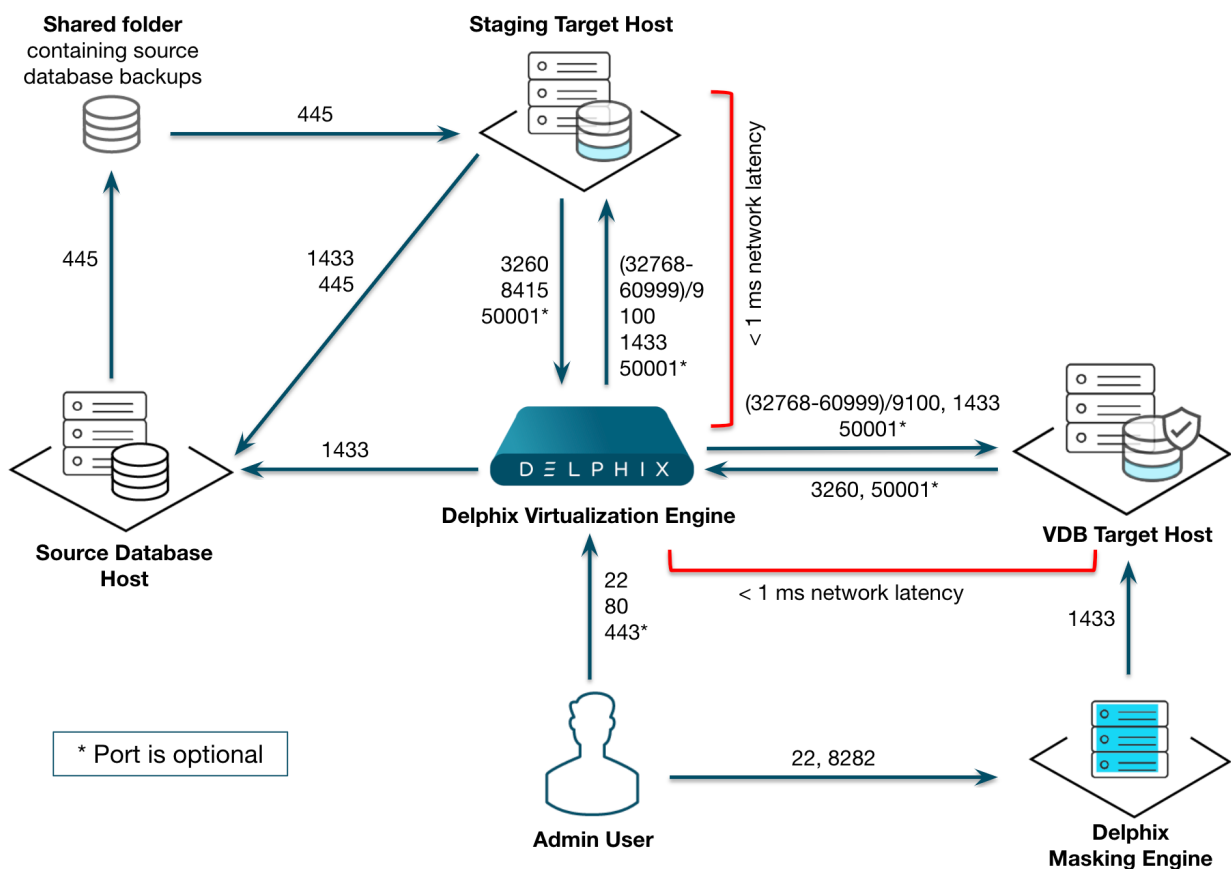 Shared folder
containing source
database backups
Staging Target Host
445
< 1 ms network latency
445
1433
445
3260
8415
50001*
(32768-
60999)/9
100
1433
50001*
(32768-60999)/9100, 1433
50001*
1433
DELPHIX
3260, 50001*
Delphix Virtualization Engine
VDB Target Host
Source Database
Host
22
80
443*
< 1 ms network latency
1433
* Port is optional
22, 8282
Admin User
Delphix
Masking Engine